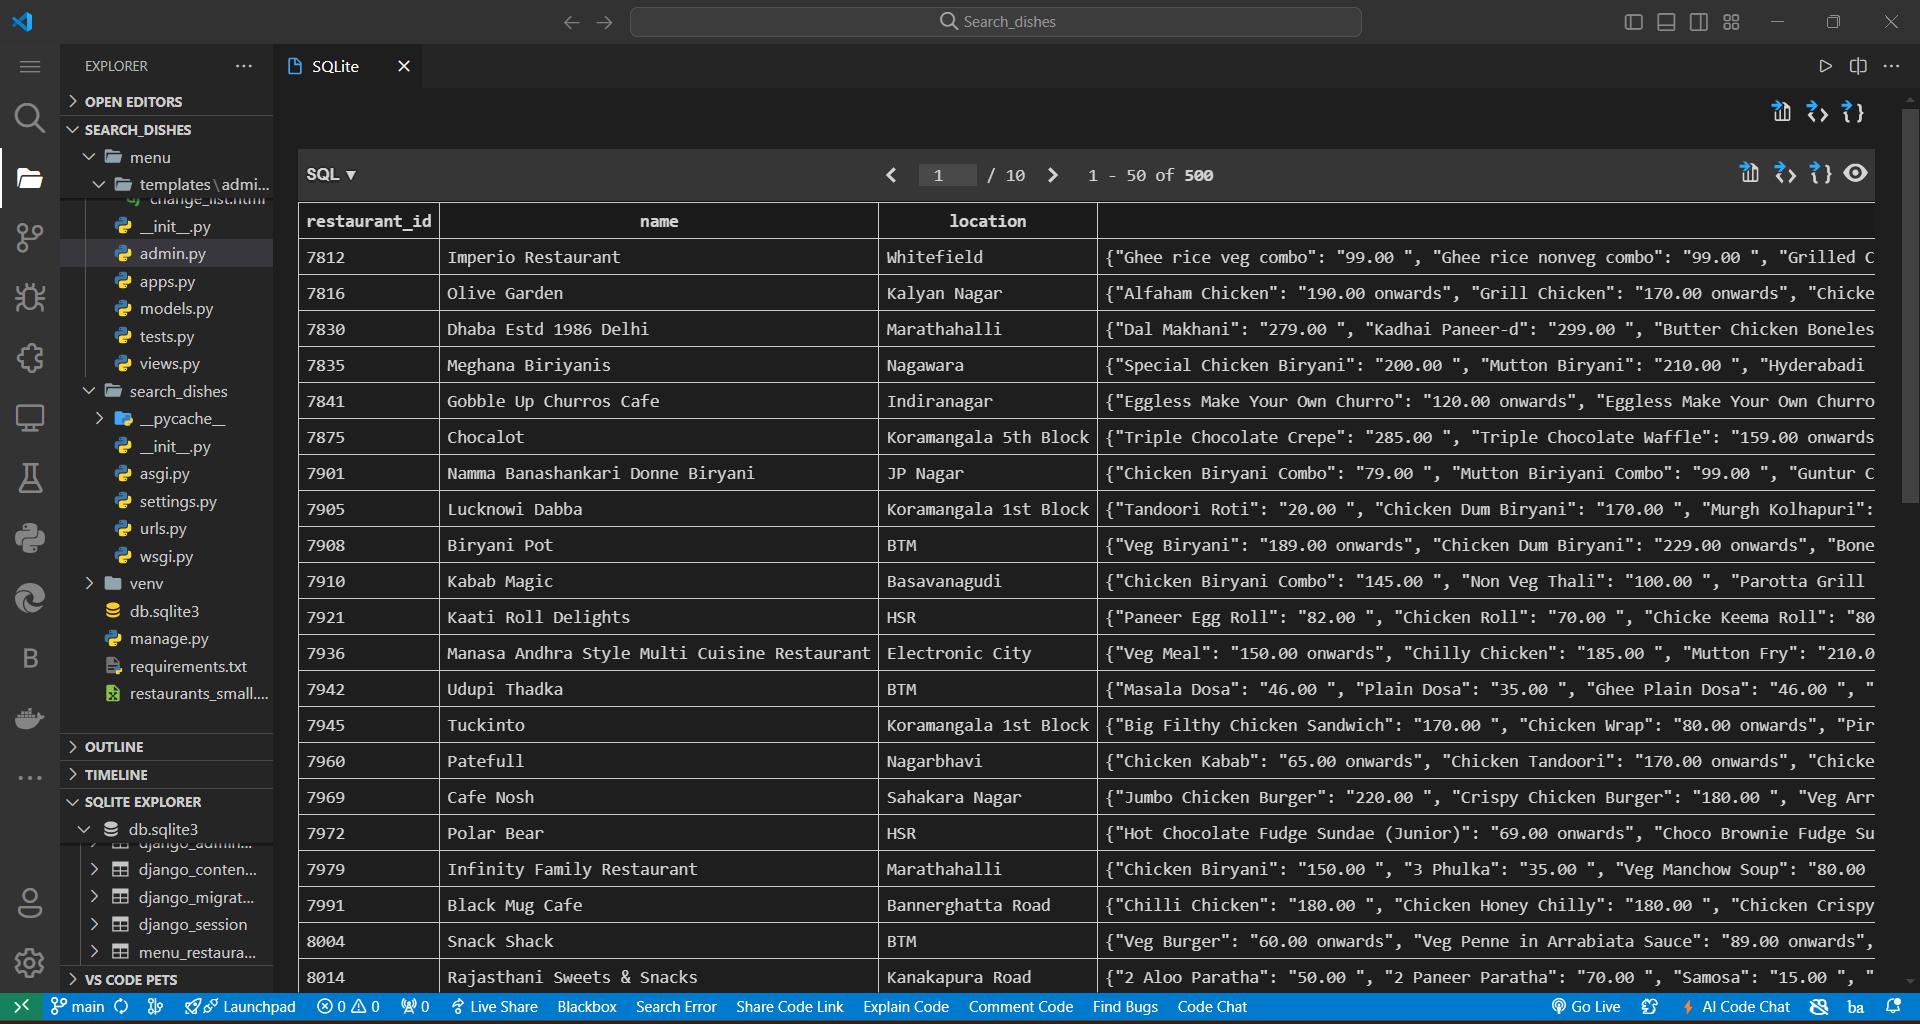 Search_dishes
EXPLORER
SQLite
OPEN EDITORS
SEARCH_DISHES
menu
templates\admi...
change_list.html
__init__.py
admin.py
apps.py
models.py
tests.py
views.py
search_dishes
__pycache__
__init__.py
asgi.py
settings.py
urls.py
wsgi.py
venv
db.sqlite3
manage.py
requirements.txt
restaurants_small....
OUTLINE
TIMELINE
SQLITE EXPLORER
db.sqlite3
django_admin...
django_conten...
django_migrat...
django_session
menu_restaura...
VS CODE PETS
SQL ▼ 1 / 10 1 - 50 of 500
restaurant_id name location
7812 Imperio Restaurant Whitefield {"Ghee rice veg combo": "99.00 ", "Ghee rice nonveg combo": "99.00 ", "Grilled C
7816 Olive Garden Kalyan Nagar {"Alfaham Chicken": "190.00 onwards", "Grill Chicken": "170.00 onwards", "Chicke
7830 Dhaba Estd 1986 Delhi Marathahalli {"Dal Makhani": "279.00 ", "Kadhai Paneer-d": "299.00 ", "Butter Chicken Bones
7835 Meghana Biriyanis Nagawara {"Special Chicken Biryani": "200.00 ", "Mutton Biryani": "210.00 ", "Hyderabadi
7841 Gobble Up Churros Cafe Indiranagar {"Eggless Make Your Own Churro": "120.00 onwards", "Eggless Make Your Own Churro
7875 Chocalot Koramangala 5th Block {"Triple Chocolate Crepe": "285.00 ", "Triple Chocolate Waffle": "159.00 onwards
7901 Namma Banashankari Donne Biryani JP Nagar {"Chicken Biryani Combo": "79.00 ", "Mutton Biriyani Combo": "99.00 ", "Guntur C
7905 Lucknowi Dabba Koramangala 1st Block {"Tandoori Roti": "20.00 ", "Chicken Dum Biryani": "170.00 ", "Murgh Kolhapuri":
7908 Biryani Pot BTM {"Veg Biryani": "189.00 onwards", "Chicken Dum Biryani": "229.00 onwards", "Bone
7910 Kabab Magic Basavanagudi {"Chicken Biryani Combo": "145.00 ", "Non Veg Thali": "100.00 ", "Parotta Grill
7921 Kaati Roll Delights HSR {"Paneer Egg Roll": "82.00 ", "Chicken Roll": "70.00 ", "Chicke Keema Roll": "80
7936 Manasa Andhra Style Multi Cuisine Restaurant Electronic City {"Veg Meal": "150.00 onwards", "Chilly Chicken": "185.00 ", "Mutton Fry": "210.0
7942 Udupi Thadka BTM {"Masala Dosa": "46.00 ", "Plain Dosa": "35.00 ", "Ghee Plain Dosa": "46.00 ", "
7945 Tuckinto Koramangala 1st Block {"Big Filthy Chicken Sandwich": "170.00 ", "Chicken Wrap": "80.00 onwards", "Pir
7960 Patefull Nagarbhavi {"Chicken Kabab": "65.00 onwards", "Chicken Tandoori": "170.00 onwards", "Chicke
7969 Cafe Nosh Sahakara Nagar {"Jumbo Chicken Burger": "220.00 ", "Crispy Chicken Burger": "180.00 ", "Veg Arr
7972 Polar Bear HSR {"Hot Chocolate Fudge Sundae (Junior)": "69.00 onwards", "Choco Brownie Fudge Su
7979 Infinity Family Restaurant Marathahalli {"Chicken Biryani": "150.00 ", "3 Phulka": "35.00 ", "Veg Manchow Soup": "80.00
7991 Black Mug Cafe Bannerghatta Road {"Chilli Chicken": "180.00 ", "Chicken Honey Chilly": "180.00 ", "Chicken Crispy
8004 Snack Shack BTM {"Veg Burger": "60.00 onwards", "Veg Penne in Arrabiata Sauce": "89.00 onwards",
8014 Rajasthani Sweets & Snacks Kanakapura Road {"2 Aloo Paratha": "50.00 ", "2 Paneer Paratha": "70.00 ", "Samosa": "15.00 ", "
main Launchpad 0 0 0 Live Share Blackbox Search Error Share Code Link Explain Code Comment Code Find Bugs Code Chat Go Live AI Code Chat ba